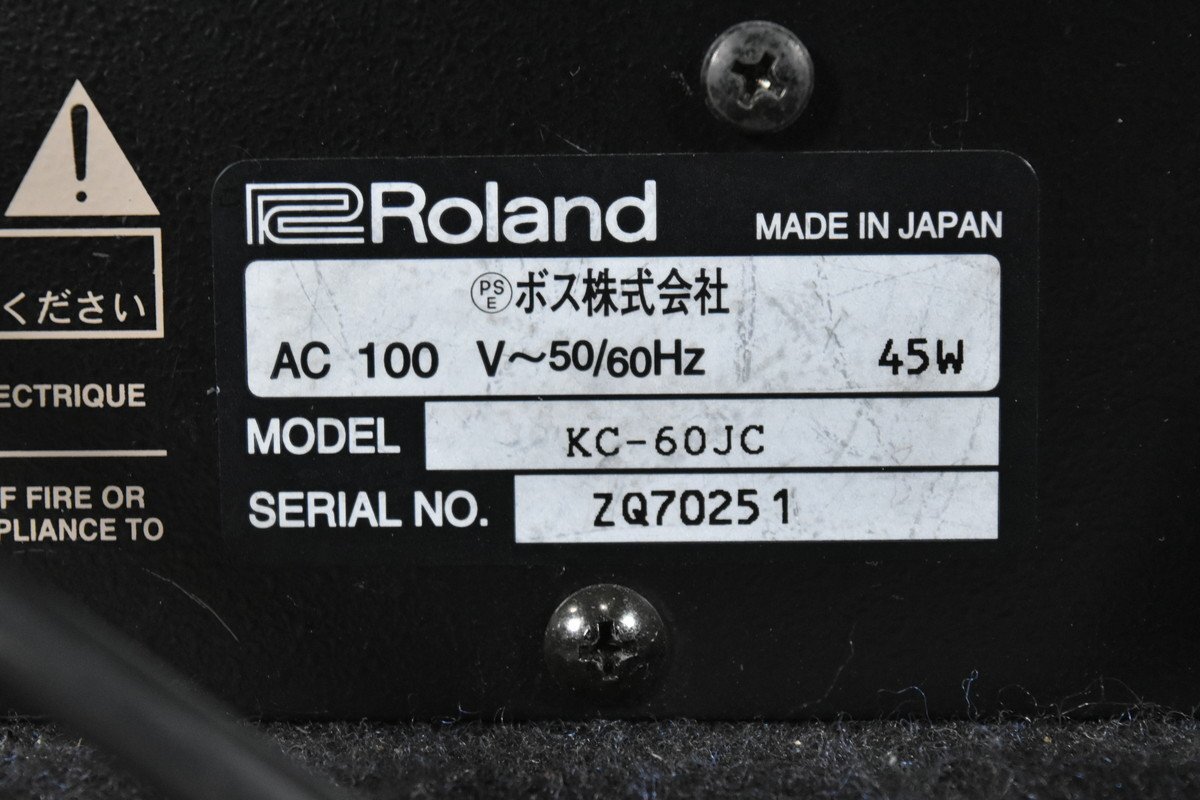 Roland
MADE IN JAPAN
PSE ボス株式会社
AC 100 V～50/60Hz 45W
MODEL KC-60JC
SERIAL NO. ZQ70251
!
ください
ECTRIQUE
F FIRE OR
PLIANCE TO